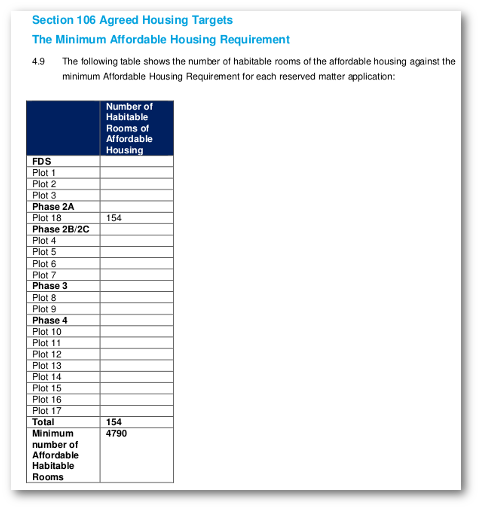 Section 106 Agreed Housing Targets
The Minimum Affordable Housing Requirement
4.9 The following table shows the number of habitable rooms of the affordable housing against the
minimum Affordable Housing Requirement for each reserved matter application:
Number of
Habitable
Rooms of
Affordable
Housing
FDS
Plot 1
Plot 2
Plot 3
Phase 2A
Plot 18 154
Phase 2B/2C
Plot 4
Plot 5
Plot 6
Plot 7
Phase 3
Plot 8
Plot 9
Phase 4
Plot 10
Plot 11
Plot 12
Plot 13
Plot 14
Plot 15
Plot 16
Plot 17
Total 154
Minimum 4790
number of
Affordable
Habitable
Rooms